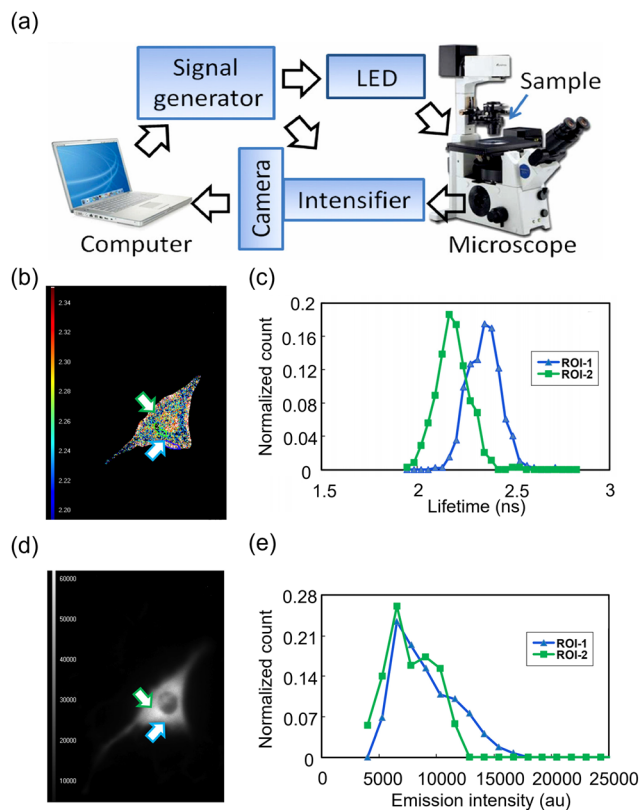 (a)
Signal
generator
LED
Sample
Camera
Intensifier
Computer
Microscope
(b)
2.34
2.32
2.30
2.28
2.26
2.24
2.22
2.20
(c)
Normalized count
0.2
0.16
0.12
0.08
0.04
0
ROI-1
ROI-2
1.5
2
2.5
3
Lifetime (ns)
(d)
60000
50000
40000
30000
20000
10000
(e)
Normalized count
0.28
0.21
0.14
0.07
0
ROI-1
ROI-2
0
5000
10000
15000
20000
25000
Emission intensity (au)